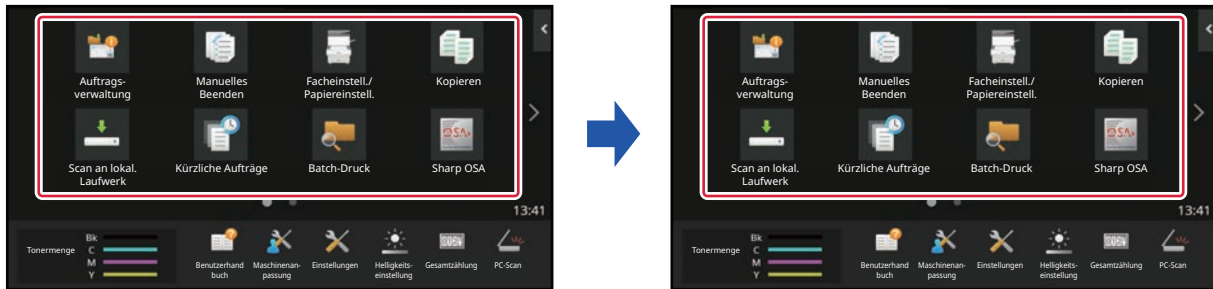 Auftrags-
verwaltung
Manuelles
Beenden
Facheinstell./
Papiereinstell.
Kopieren
Scan an lokal.
Laufwerk
Kürzliche Aufträge
Batch-Druck
OSA
Sharp OSA
13:41
Tonermenge
Bk
C
M
Y
Benutzerhand
buch
Maschinenan-
passung
Einstellungen
Helligkeits-
einstellung
Gesamtzählung
PC-Scan
Auftrags-
verwaltung
Manuelles
Beenden
Facheinstell./
Papiereinstell.
Kopieren
Scan an lokal.
Laufwerk
Kürzliche Aufträge
Batch-Druck
OSA
Sharp OSA
13:41
Tonermenge
Bk
C
M
Y
Benutzerhand
buch
Maschinenan-
passung
Einstellungen
Helligkeits-
einstellung
Gesamtzählung
PC-Scan